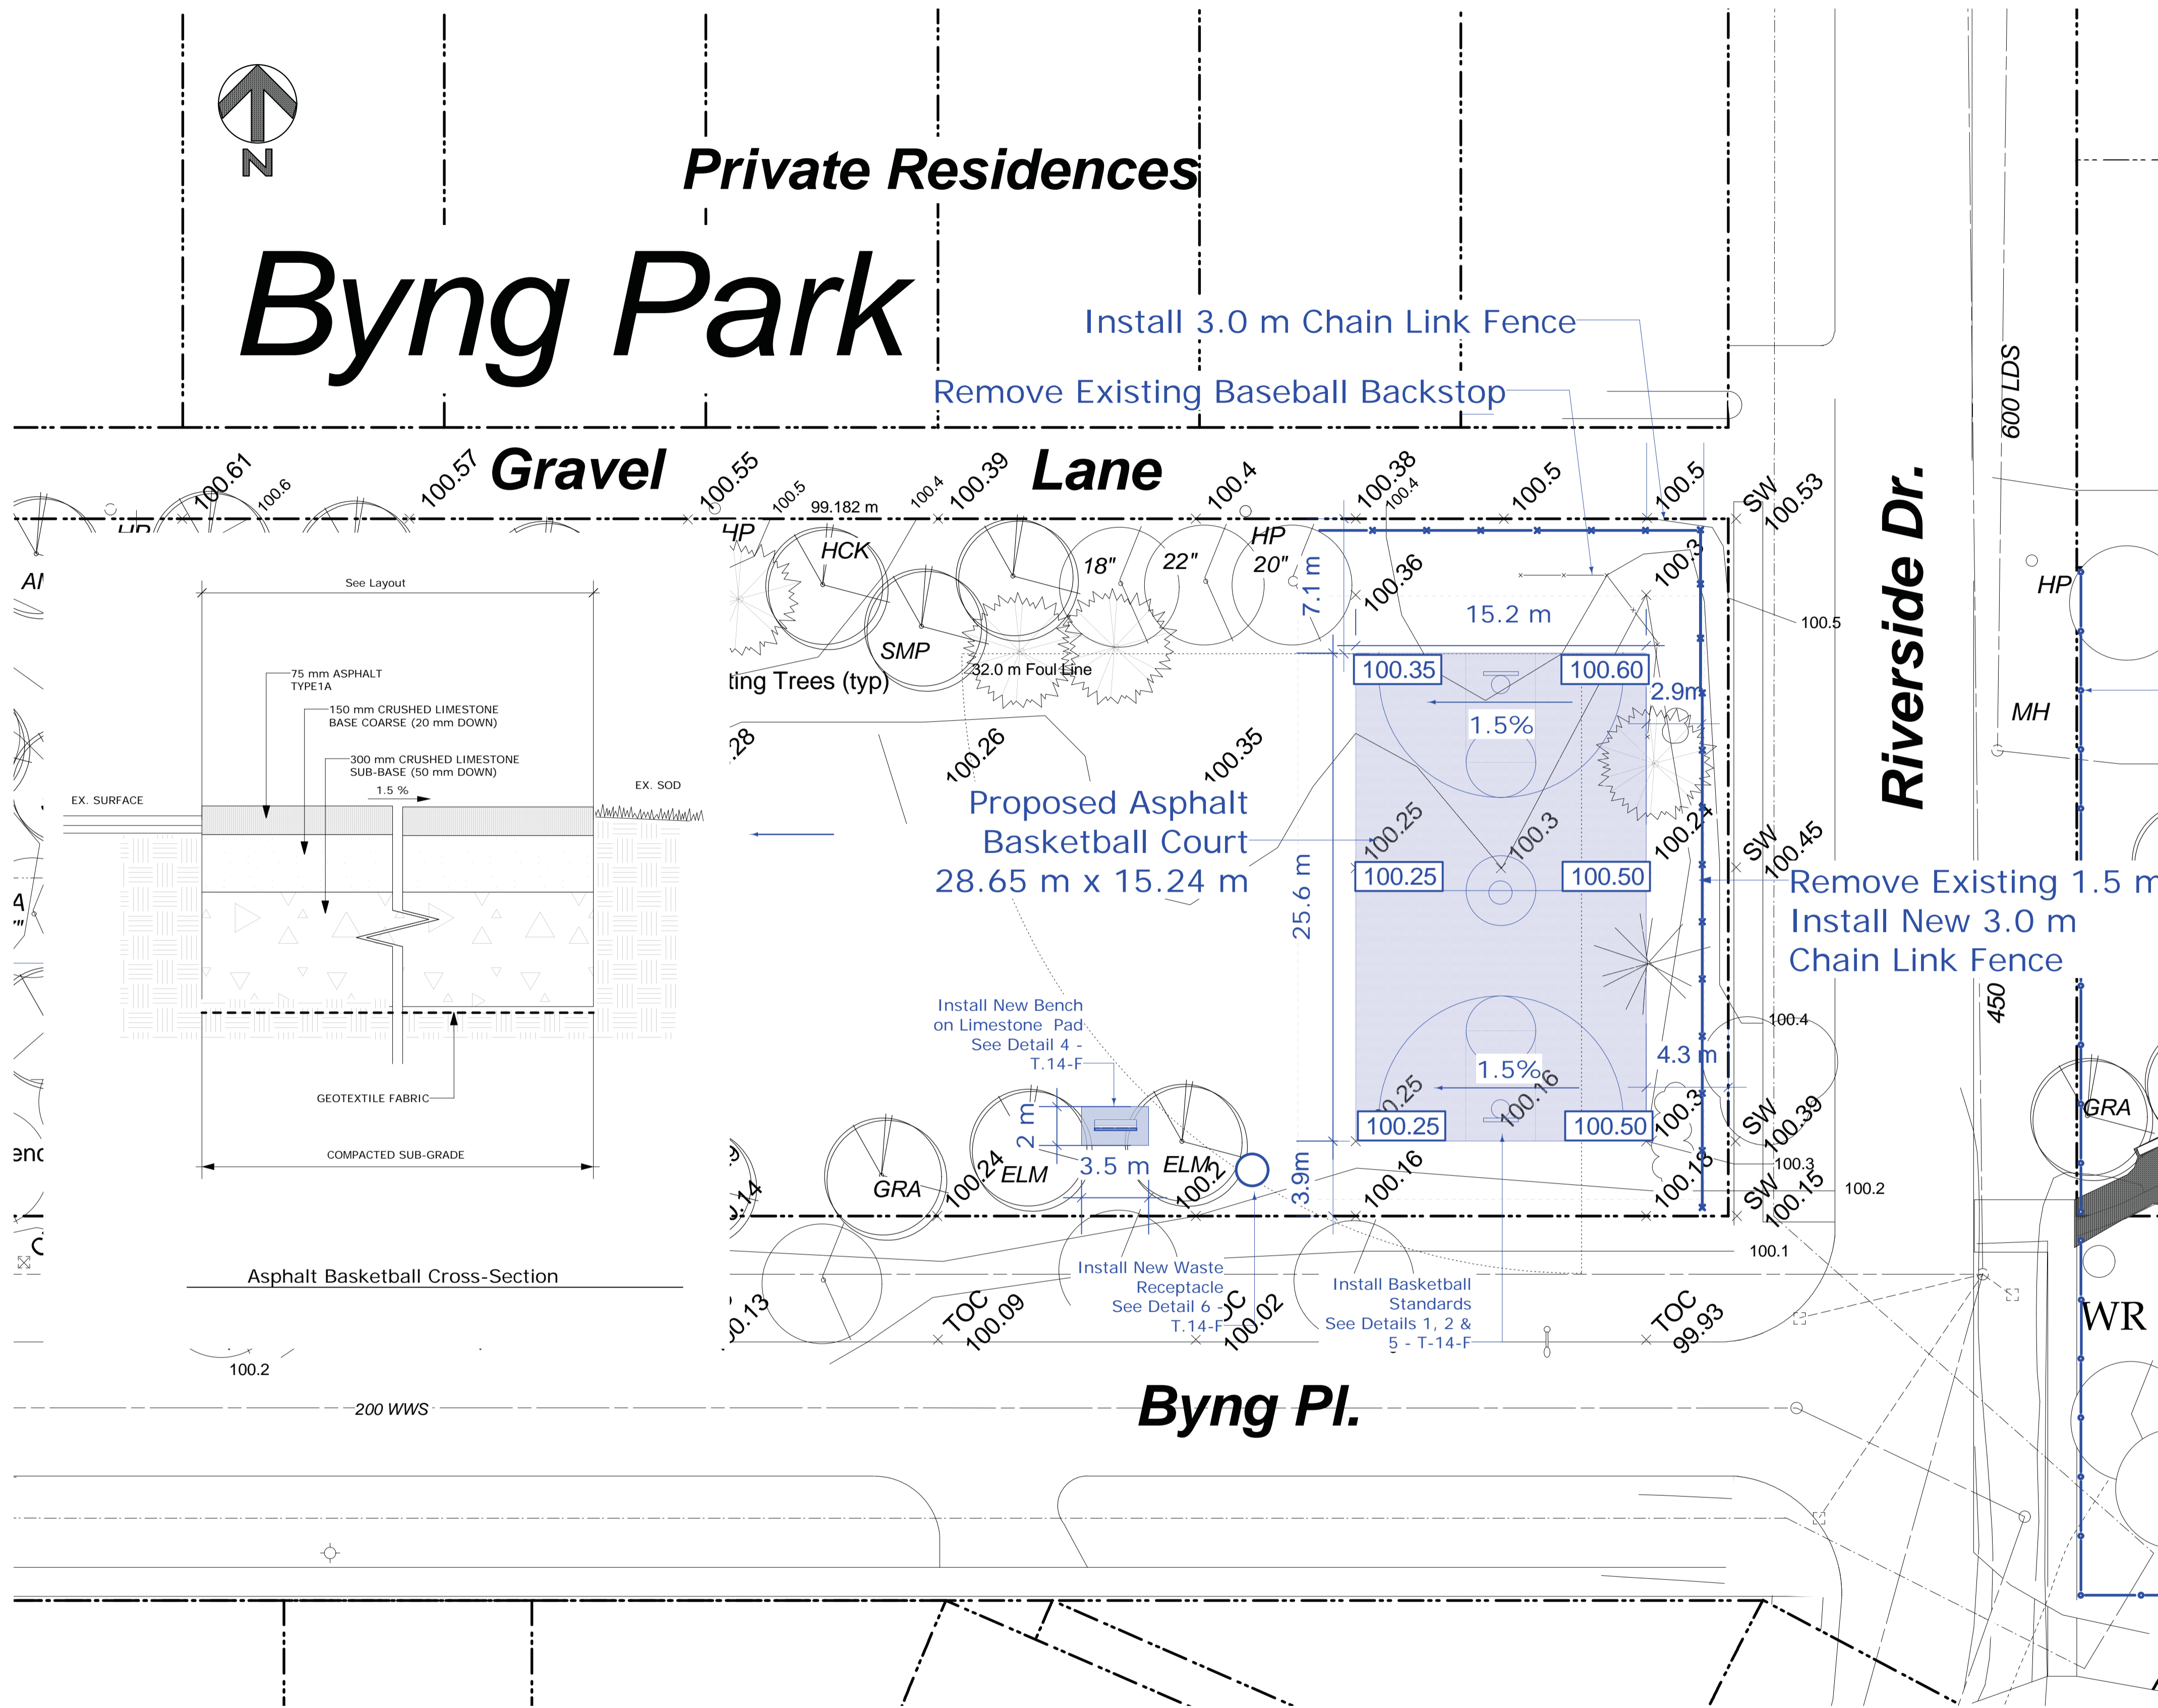 N
Private Residences
Byng Park
Install 3.0 m Chain Link Fence
Remove Existing Baseball Backstop
600 LDS
Gravel Lane
100.61
100.6
100.57
100.55
100.5
100.4
100.39
99.182 m
100.4
100.38
100.4
100.5
100.5
SW
100.53
Riverside Dr.
HP
HP
HCK
18"
22"
HP
20"
7.1 m
100.36
100.3
HP
SMP
15.2 m
100.5
32.0 m Foul Line
ting Trees (typ)
100.35
100.60
2.9m
1.5%
MH
.28
100.26
100.35
See Layout
75 mm ASPHALT
TYPE1A
150 mm CRUSHED LIMESTONE
BASE COARSE (20 mm DOWN)
300 mm CRUSHED LIMESTONE
SUB-BASE (50 mm DOWN)
1.5 %
EX. SURFACE
EX. SOD
GEOTEXTILE FABRIC
COMPACTED SUB-GRADE
Asphalt Basketball Cross-Section
Proposed Asphalt
Basketball Court
28.65 m x 15.24 m
25.6 m
100.25
100.3
100.24
SW
100.45
100.25
100.50
Remove Existing 1.5 m
Install New 3.0 m
Chain Link Fence
450
Install New Bench
on Limestone Pad
See Detail 4 -
T.14-F
100.4
4.3 m
1.5%
0.25
100.16
100.3
SW
100.39
100.25
100.50
GRA
2 m
3.5 m
ELM
ELM
GRA
100.24
100.2
3.9m
100.16
100.18
100.3
SW
100.15
100.2
100.1
.14
Install New Waste
Receptacle
See Detail 6 -
T.14-F
Install Basketball
Standards
See Details 1, 2 &
5 - T-14-F
TOC
100.09
100.02
TOC
99.93
WR
100.2
200 WWS
Byng Pl.